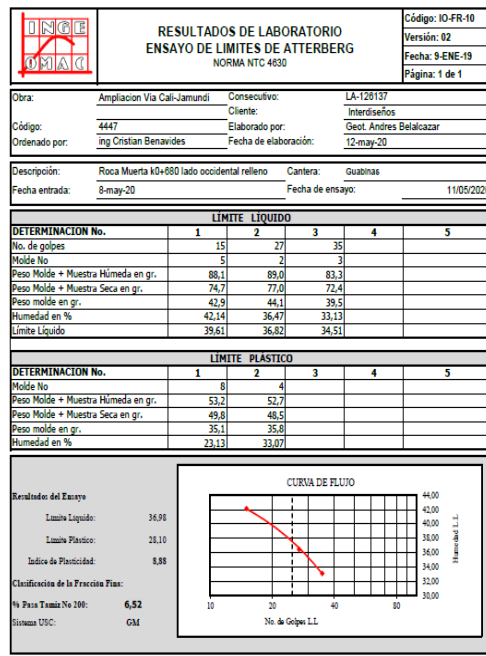 INGE
OMAC
RESULTADOS DE LABORATORIO
ENSAYO DE LIMITES DE ATTERBERG
NORMA NTC 4630
Código: IO-FR-10
Versión: 02
Fecha: 9-ENE-19
Página: 1 de 1
Obra: Ampliacion Via Cali-Jamundi Consecutivo: LA-126137
Cliente: Interdiseños
Código: 4447 Elaborado por: Geot. Andres Belalcazar
Ordenado por: ing Cristian Benavides Fecha de elaboración: 12-may-20
Descripción: Roca Muerta k0+680 lado occidental relleno Cantera: Guabinas
Fecha entrada: 8-may-20 Fecha de ensayo: 11/05/2020
LÍMITE LÍQUIDO
DETERMINACION No. 1 2 3 4 5
No. de golpes 15 27 35
Molde No 5 2 3
Peso Molde + Muestra Húmeda en gr. 88,1 89,0 83,3
Peso Molde + Muestra Seca en gr. 74,7 77,0 72,4
Peso molde en gr. 42,9 44,1 39,5
Humedad en % 42,14 36,47 33,13
Límite Líquido 39,61 36,82 34,51
LÍMITE PLÁSTICO
DETERMINACION No. 1 2 3 4 5
Molde No 8 4
Peso Molde + Muestra Húmeda en gr. 53,2 52,7
Peso Molde + Muestra Seca en gr. 49,8 48,5
Peso molde en gr. 35,1 35,8
Humedad en % 23,13 33,07
Resultados del Ensayo
Limite Liquido: 36,98
Limite Plástico: 28,10
Indice de Plasticidad: 8,88
Clasificación de la Fracción Fina:
% Pasa Tamiz No 200: 6,52
Sistema USC: GM
CURVA DE FLUJO
44,00
42,00
40,00
38,00
36,00
34,00
32,00
30,00
Humedad L.L
10 20 40 80
No. de Golpes L.L